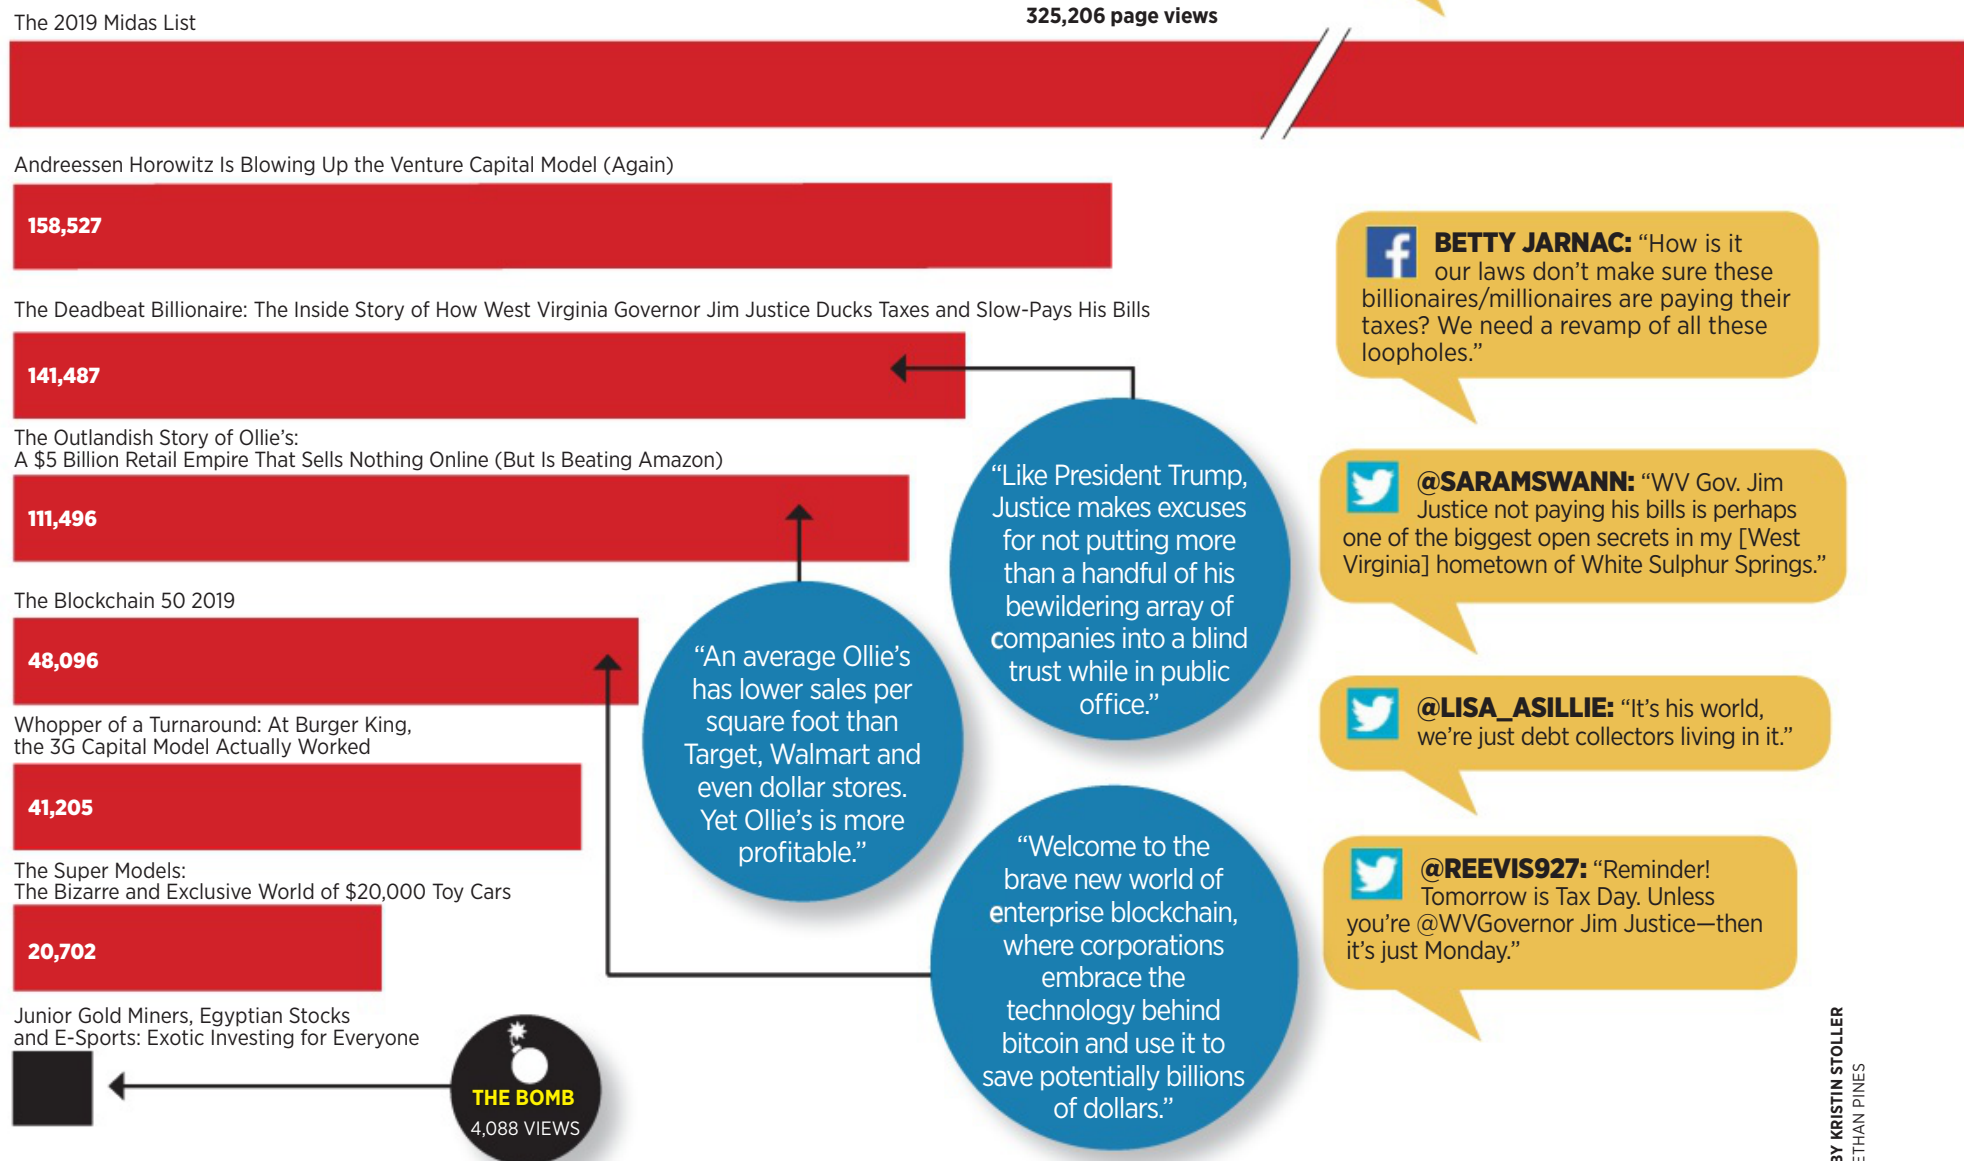 The 2019 Midas List
325,206 page views
Andreessen Horowitz Is Blowing Up the Venture Capital Model (Again)
158,527
The Deadbeat Billionaire: The Inside Story of How West Virginia Governor Jim Justice Ducks Taxes and Slow-Pays His Bills
141,487
The Outlandish Story of Ollie's:
A $5 Billion Retail Empire That Sells Nothing Online (But Is Beating Amazon)
111,496
The Blockchain 50 2019
48,096
Whopper of a Turnaround: At Burger King,
the 3G Capital Model Actually Worked
41,205
The Super Models:
The Bizarre and Exclusive World of $20,000 Toy Cars
20,702
Junior Gold Miners, Egyptian Stocks
and E-Sports: Exotic Investing for Everyone
THE BOMB
4,088 VIEWS
“An average Ollie's
has lower sales per
square foot than
Target, Walmart and
even dollar stores.
Yet Ollie's is more
profitable.”
“Like President Trump,
Justice makes excuses
for not putting more
than a handful of his
bewildering array of
companies into a blind
trust while in public
office.”
“Welcome to the
brave new world of
enterprise blockchain,
where corporations
embrace the
technology behind
bitcoin and use it to
save potentially billions
of dollars.”
BETTY JARNAC: “How is it
our laws don't make sure these
billionaires/millionaires are paying their
taxes? We need a revamp of all these
loopholes.”
@SARAMSWANN: “WV Gov. Jim
Justice not paying his bills is perhaps
one of the biggest open secrets in my [West
Virginia] hometown of White Sulphur Springs.”
@LISA_ASILLIE: “It's his world,
we're just debt collectors living in it.”
@REEVIS927: “Reminder!
Tomorrow is Tax Day. Unless
you're @WVGovernor Jim Justice—then
it's just Monday.”
BY KRISTIN STOLLER
ETHAN PINES